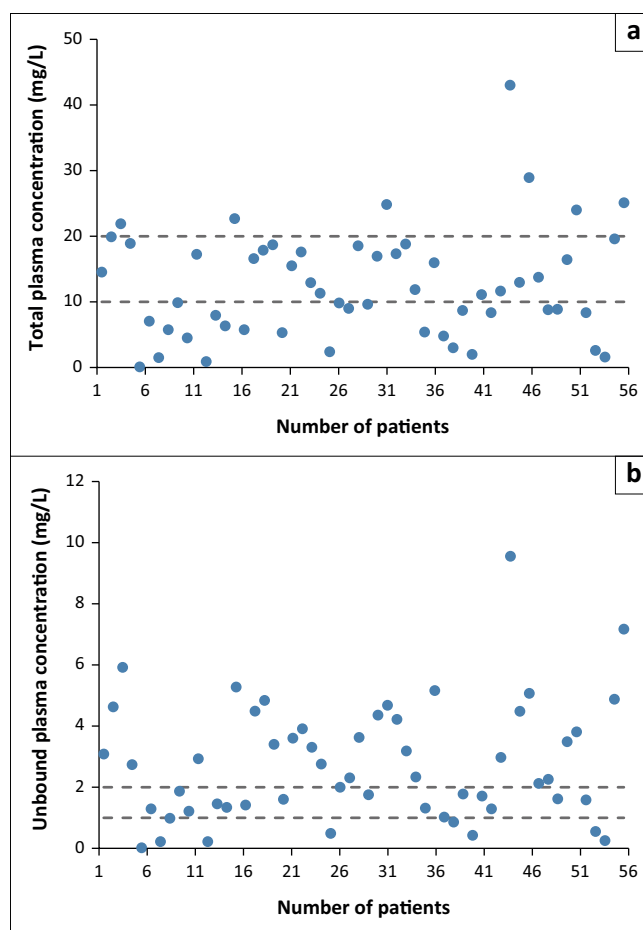 a
50
40
30
20
10
0
Total plasma concentration (mg/L)
1 6 11 16 21 26 31 36 41 46 51 56
Number of patients
b
12
10
8
6
4
2
0
Unbound plasma concentration (mg/L)
1 6 11 16 21 26 31 36 41 46 51 56
Number of patients